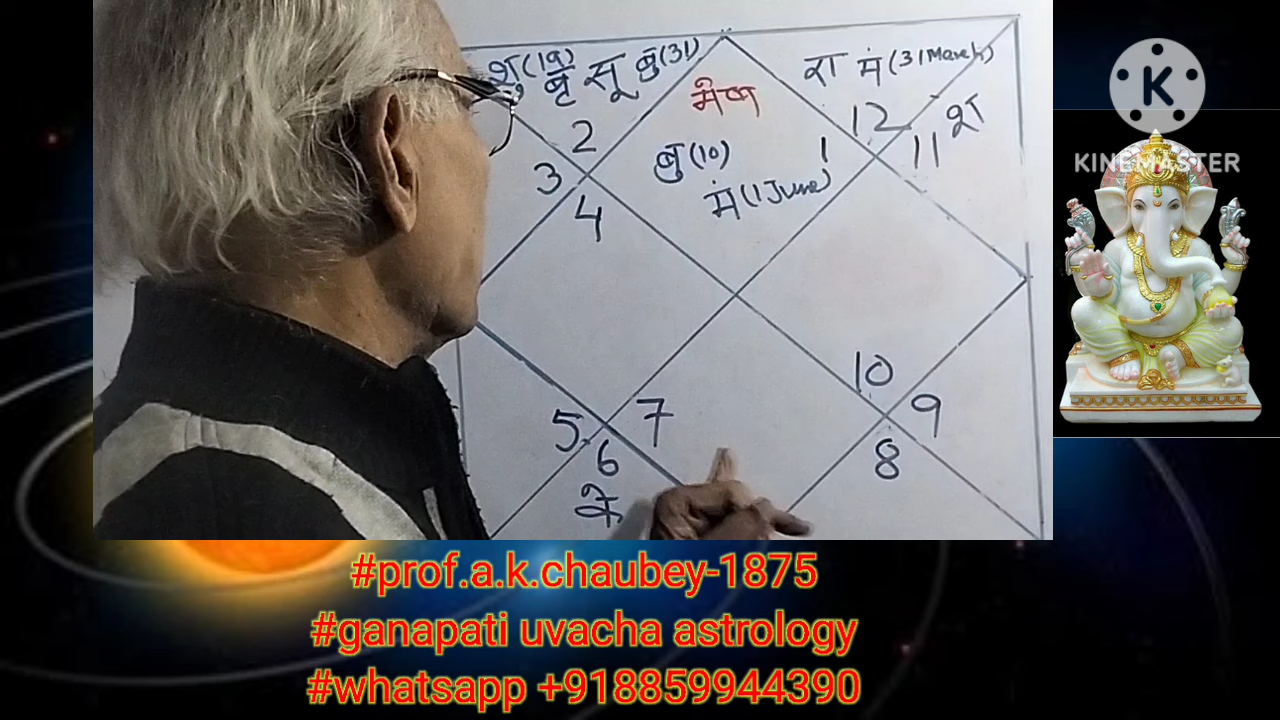 शु(19) बृ सू बु(31)
मेष
रा मं (31 March)
12
11 श
2
3
4
बु (10)
1
मं (1 June)
10
9
8
5
7
6
के
K
KINEMASTER
#prof.a.k.chaubey-1875
#ganapati uvacha astrology
#whatsapp +918859944390